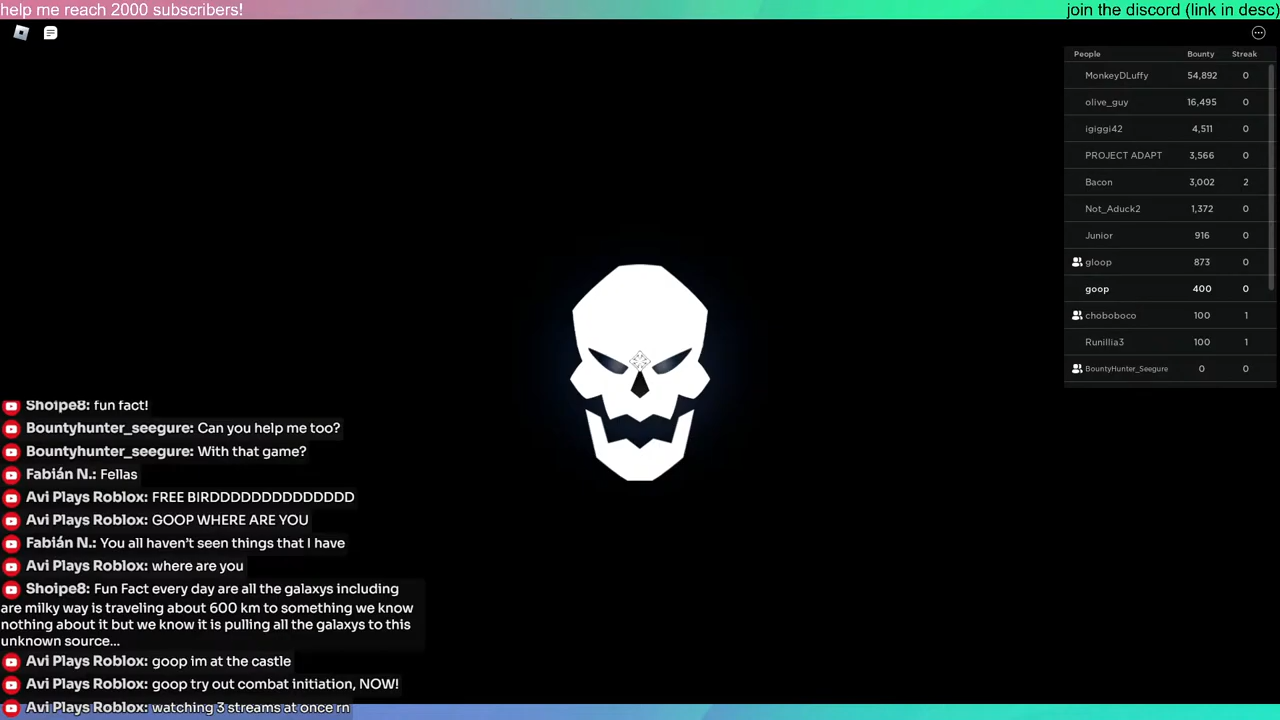 help me reach 2000 subscribers!
join the discord (link in desc)
People Bounty Streak
MonkeyDLuffy 54,892 0
olive_guy 16,495 0
igiggi42 4,511 0
PROJECT ADAPT 3,566 0
Bacon 3,002 2
Not_Aduck2 1,372 0
Junior 916 0
gloop 873 0
goop 400 0
choboboco 100 1
Runillia3 100 1
BountyHunter_Seegure 0 0
Shoipe8: fun fact!
Bountyhunter_seegure: Can you help me too?
Bountyhunter_seegure: With that game?
Fabián N.: Fellas
Avi Plays Roblox: FREE BIRDDDDDDDDDDDDDD
Avi Plays Roblox: GOOP WHERE ARE YOU
Fabián N.: You all haven’t seen things that I have
Avi Plays Roblox: where are you
Shoipe8: Fun Fact every day are all the galaxys including
are milky way is traveling about 600 km to something we know
nothing about it but we know it is pulling all the galaxys to this
unknown source...
Avi Plays Roblox: goop im at the castle
Avi Plays Roblox: goop try out combat initiation, NOW!
Avi Plays Roblox: watching 3 streams at once rn